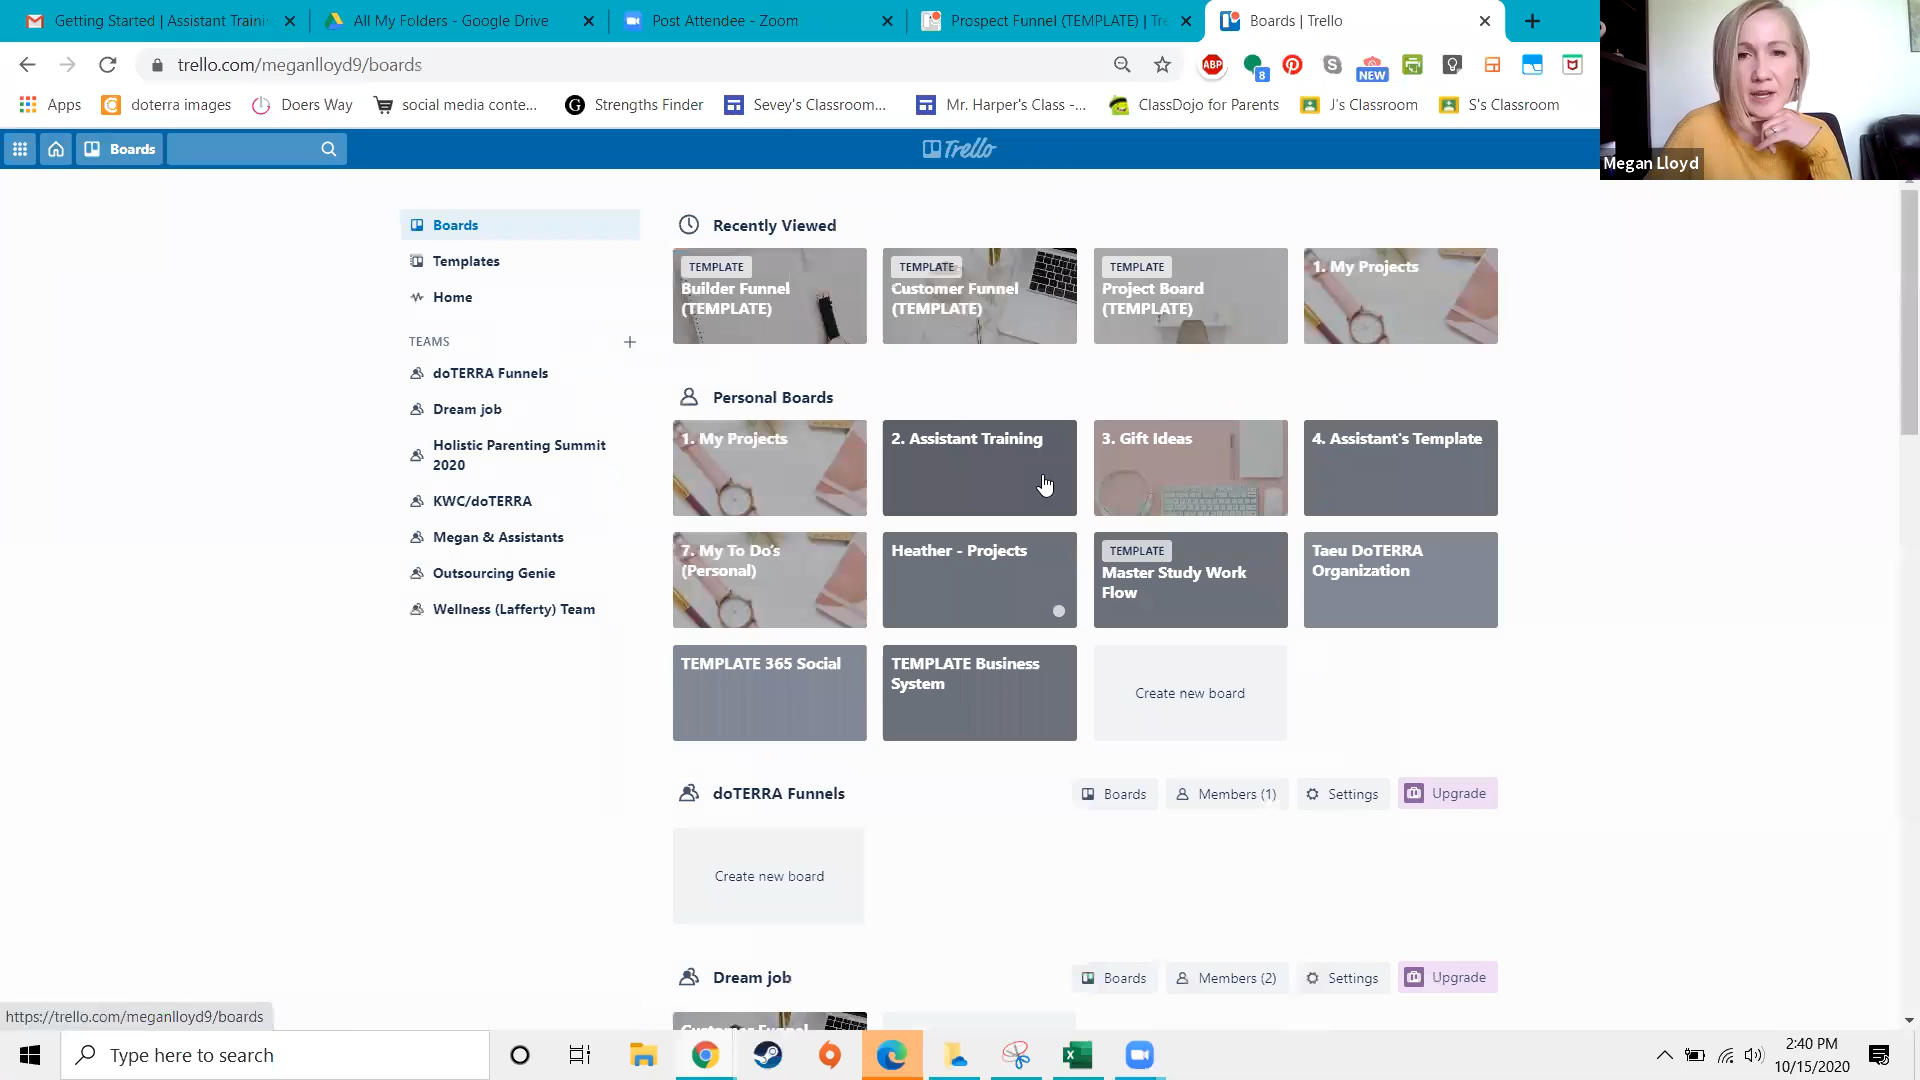 Getting Started | Assistant Traini
All My Folders - Google Drive
Post Attendee - Zoom
Prospect Funnel (TEMPLATE) | Tre
Boards | Trello
trello.com/meganlloyd9/boards
ABP
8
NEW
Apps
doterra images
Doers Way
social media conte...
Strengths Finder
Sevey's Classroom...
Mr. Harper's Class -...
ClassDojo for Parents
J's Classroom
S's Classroom
Megan Lloyd
Boards
Trello
Boards
Templates
Home
TEAMS
doTERRA Funnels
Dream job
Holistic Parenting Summit
2020
KWC/doTERRA
Megan & Assistants
Outsourcing Genie
Wellness (Lafferty) Team
Recently Viewed
TEMPLATE
Builder Funnel
(TEMPLATE)
TEMPLATE
Customer Funnel
(TEMPLATE)
TEMPLATE
Project Board
(TEMPLATE)
1. My Projects
Personal Boards
1. My Projects
2. Assistant Training
3. Gift Ideas
4. Assistant's Template
7. My To Do's
(Personal)
Heather - Projects
TEMPLATE
Master Study Work
Flow
Taeu DoTERRA
Organization
TEMPLATE 365 Social
TEMPLATE Business
System
Create new board
doTERRA Funnels
Boards
Members (1)
Settings
Upgrade
Create new board
Dream job
Boards
Members (2)
Settings
Upgrade
Customer Funnel
https://trello.com/meganlloyd9/boards
Type here to search
2:40 PM
10/15/2020